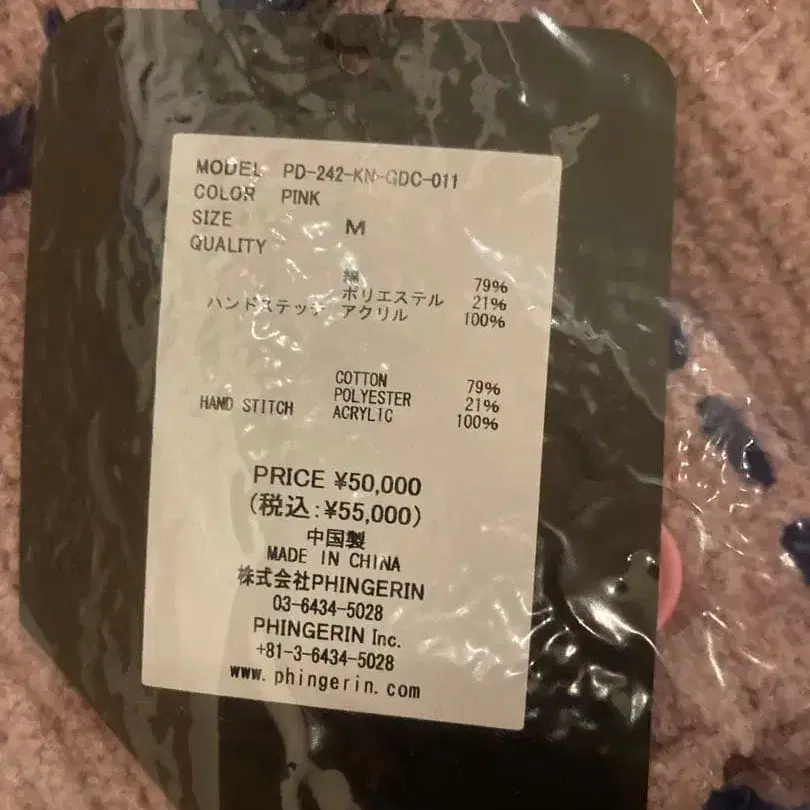 MODEL PD-242-KN-GDC-011
COLOR PINK
SIZE M
QUALITY
綿 79%
ポリエステル 21%
ハンドステッチ アクリル 100%
COTTON 79%
POLYESTER 21%
HAND STITCH ACRYLIC 100%
PRICE ¥50,000
(税込:¥55,000)
中国製
MADE IN CHINA
株式会社PHINGERIN
03-6434-5028
PHINGERIN Inc.
+81-3-6434-5028
www.phingerin.com